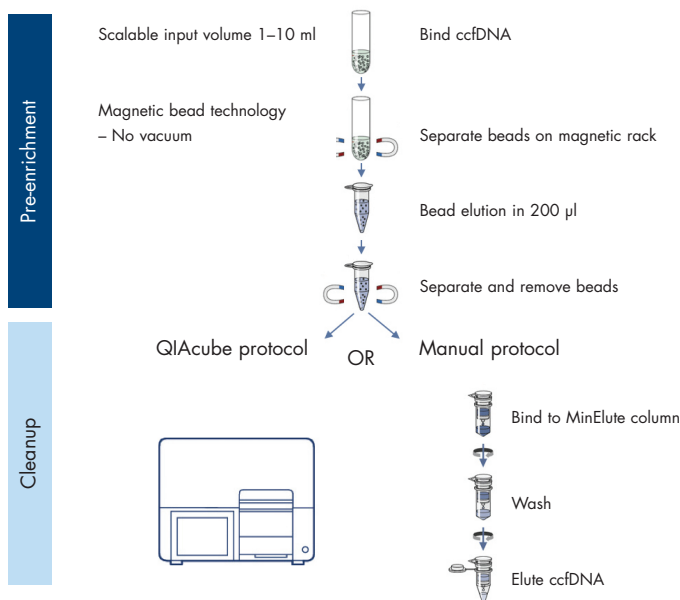 Pre-enrichment
Scalable input volume 1–10 ml
Bind ccfDNA
Magnetic bead technology
– No vacuum
Separate beads on magnetic rack
Bead elution in 200 µl
Separate and remove beads
Cleanup
QIAcube protocol
OR
Manual protocol
Bind to MinElute column
Wash
Elute ccfDNA